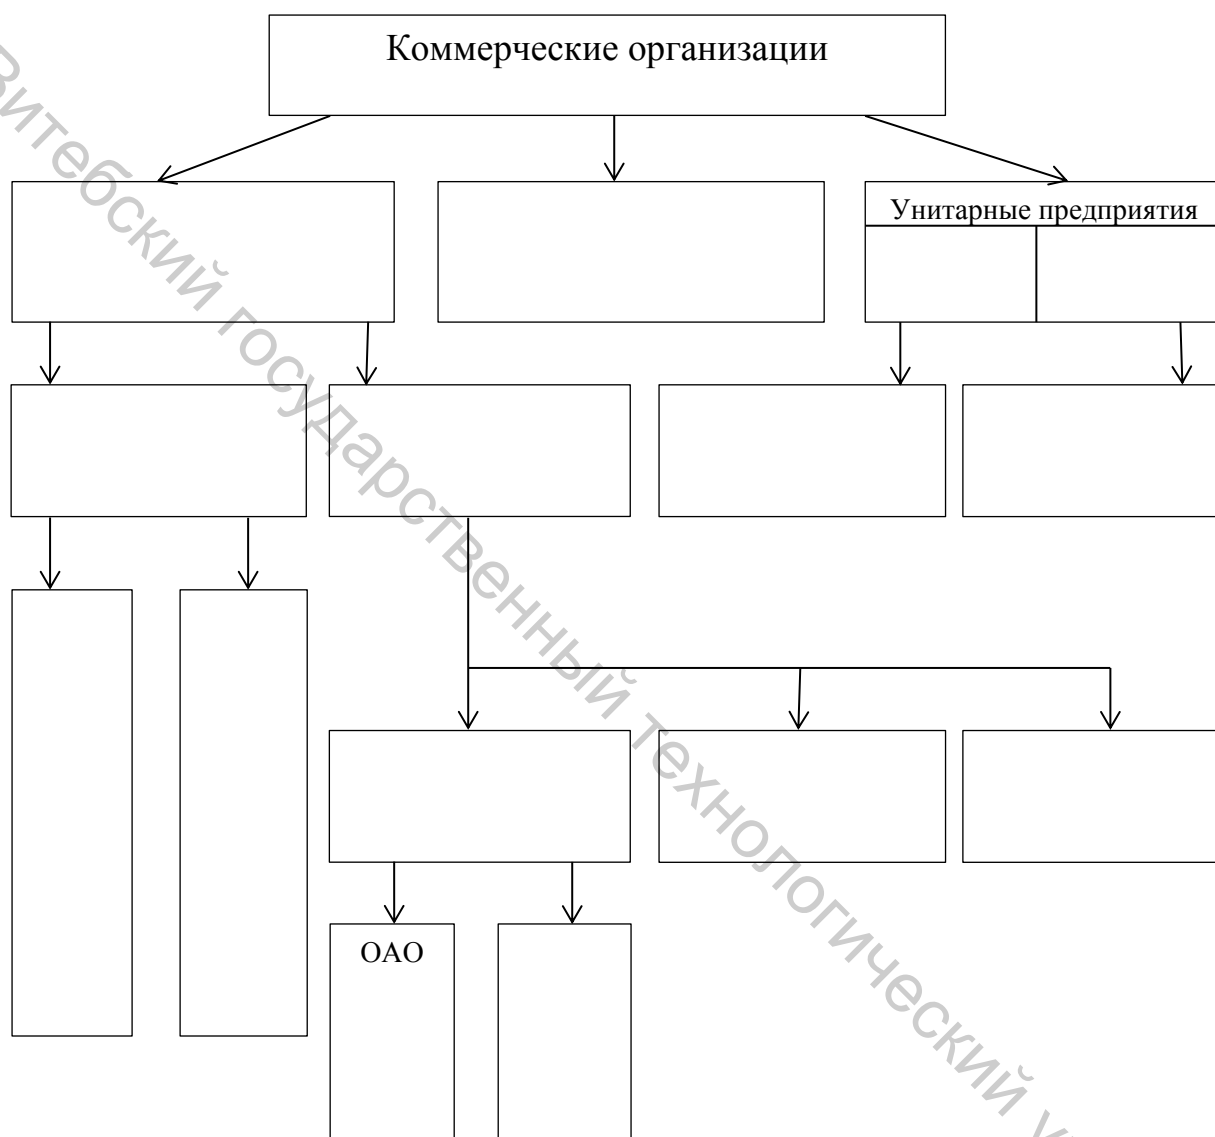 Коммерческие организации
Унитарные предприятия
ОАО
Витебский государственный технологический у